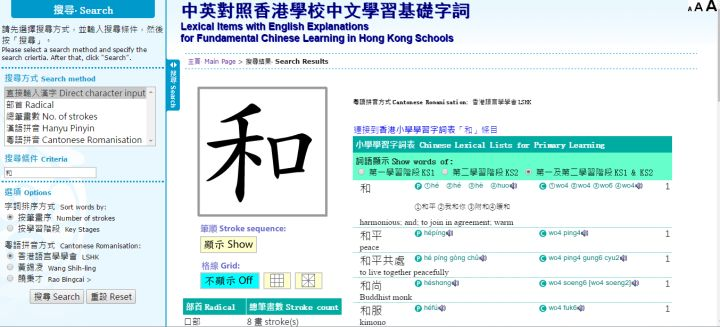 搜尋· Search
請先選擇搜尋方式，並輸入搜尋條件，然後
按「搜尋」。
Please select a search method and specify the
search criertia. After that, click "Search".
搜尋方式 Search method
直接輸入漢字 Direct character input
部首 Radical
總筆畫數 No. of strokes
漢語拼音 Hanyu Pinyin
粵語拼音 Cantonese Romanisation
搜尋條件 Criteria
和
選項 Options
字詞排序方式 Sort words by:
按筆畫序 Number of strokes
按學習階段 Key Stages
粵語拼音方式 Cantonese Romanisation:
香港語言學學會 LSHK
黃錫凌 Wang Shih-ling
饒秉才 Rao Bingcai >
搜尋 Search 重設 Reset
搜尋 Search
中英對照香港學校中文學習基礎字詞
Lexical Items with English Explanations
for Fundamental Chinese Learning in Hong Kong Schools
A A A
主頁 Main Page > 搜尋結果· Search Results
和
筆順 Stroke sequence:
顯示 Show
格線 Grid:
不顯示 Off
部首 Radical 總筆畫數 Stroke count
口部 8 畫 stroke(s)
粵語拼音方式 Cantonese Romanisation: 香港語言學學會 LSHK
連接到香港小學學習字詞表「和」條目
小學學習字詞表 Chinese Lexical Lists for Primary Learning
詞語顯示 Show words of:
第一學習階段 KS1 第二學習階段 KS2 第一及第二學習階段 KS1 & KS2
和 P ①hé ②hé ③hé ④huo C ①wo4 ②wo4 ③wo6 ④wo4 1
①和平 ②我和你 ③附和 ④暖和
harmonious; and; to join in agreement; warm
和平 P hépíng C wo4 ping4 1
peace
和平共處 P hé píng gòng chǔ C wo4 ping4 gung6 cyu2 1
to live together peacefully
和尚 P héshang C wo4 soeng6 [wo4 soeng2] 1
Buddhist monk
和服 P héfú C wo4 fuk6 1
kimono